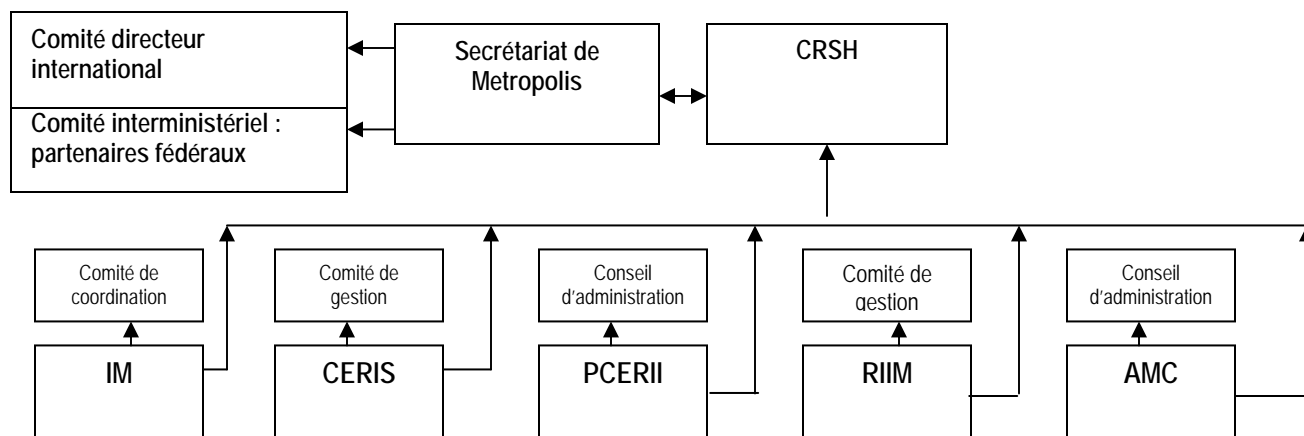 Comité directeur
international
Comité interministériel :
partenaires fédéraux
Secrétariat de
Metropolis
CRSH
Comité de
coordination
Comité de
gestion
Conseil
d'administration
Comité de
gestion
Conseil
d'administration
IM
CERIS
PCERII
RIIM
AMC